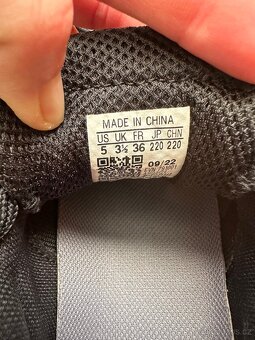 MADE IN CHINA
US UK FR JP CHN
5 3½ 36 220 220
09/22